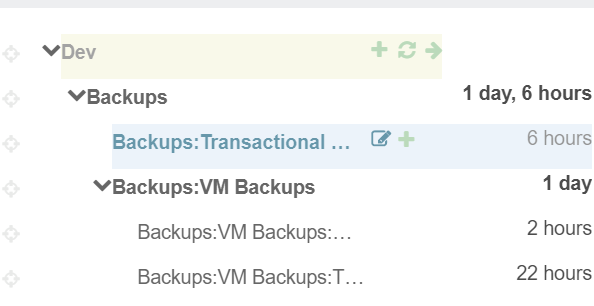 Dev
Backups 1 day, 6 hours
Backups:Transactional ... 6 hours
Backups:VM Backups 1 day
Backups:VM Backups:... 2 hours
Backups:VM Backups:T... 22 hours